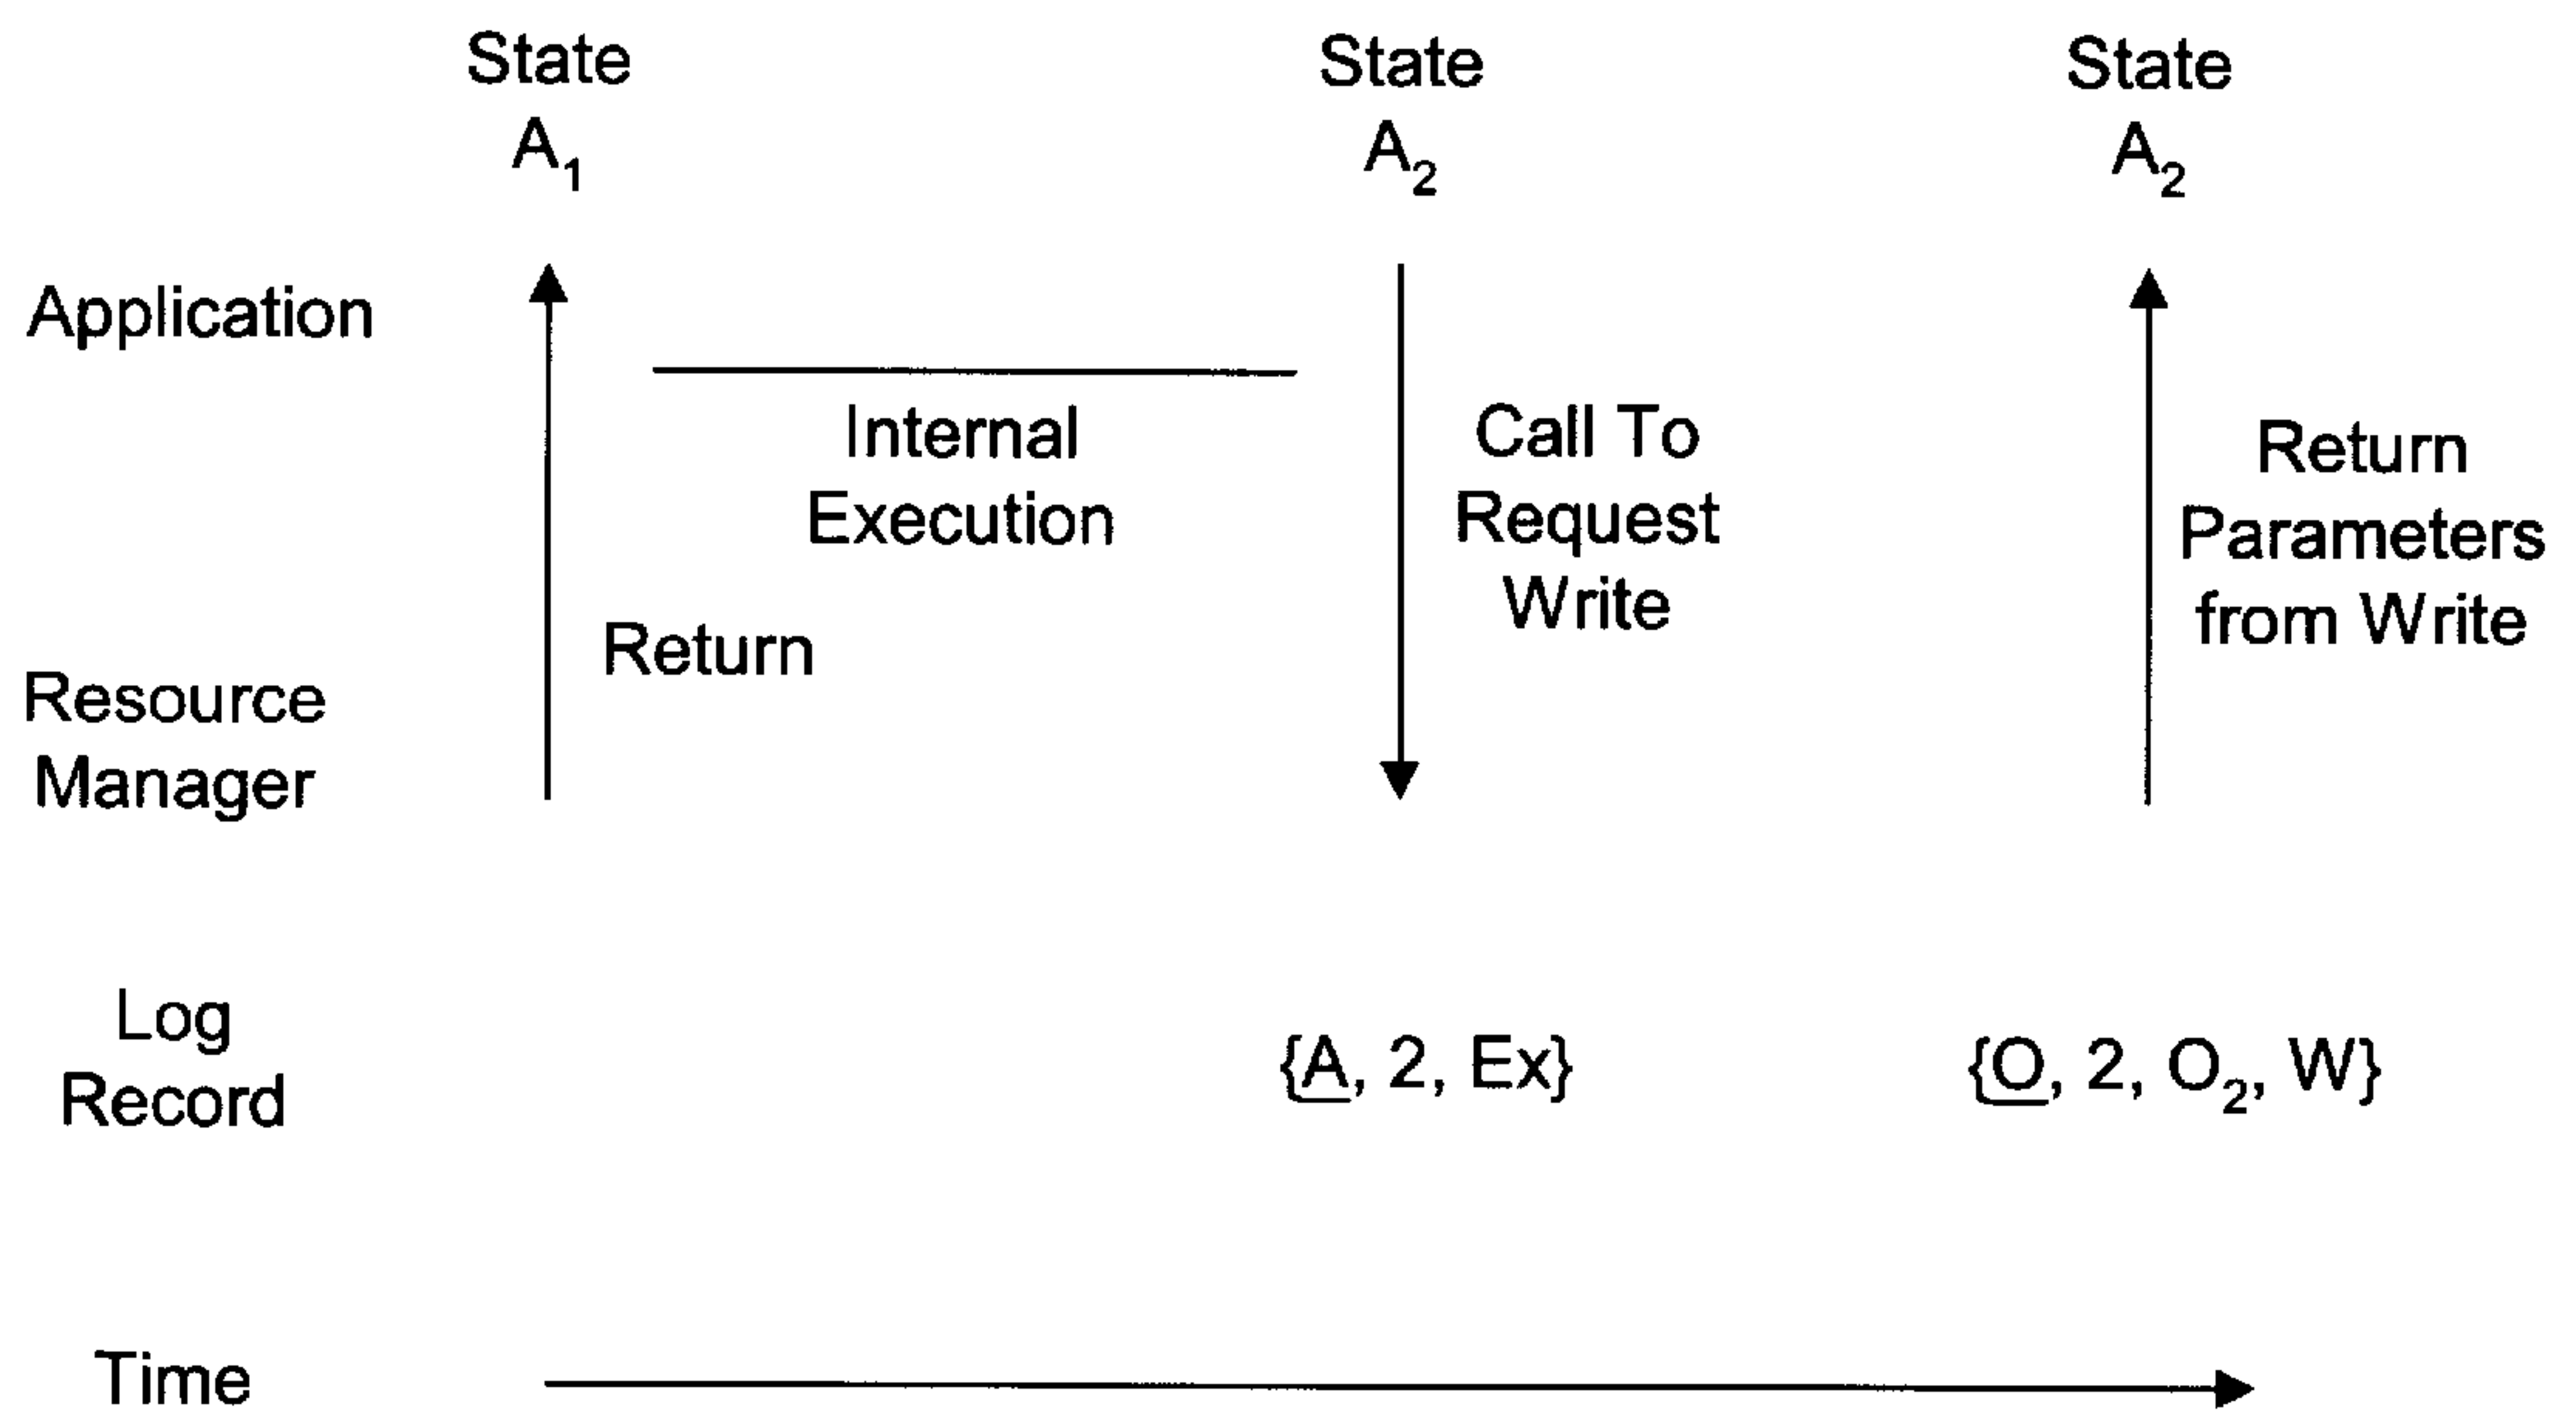 State
A₁
State
A₂
State
A₂
Application
Internal
Execution
Call To
Request
Write
Return
Parameters
from Write
Return
Resource
Manager
Log
Record
{A, 2, Ex}
{O, 2, O₂, W}
Time